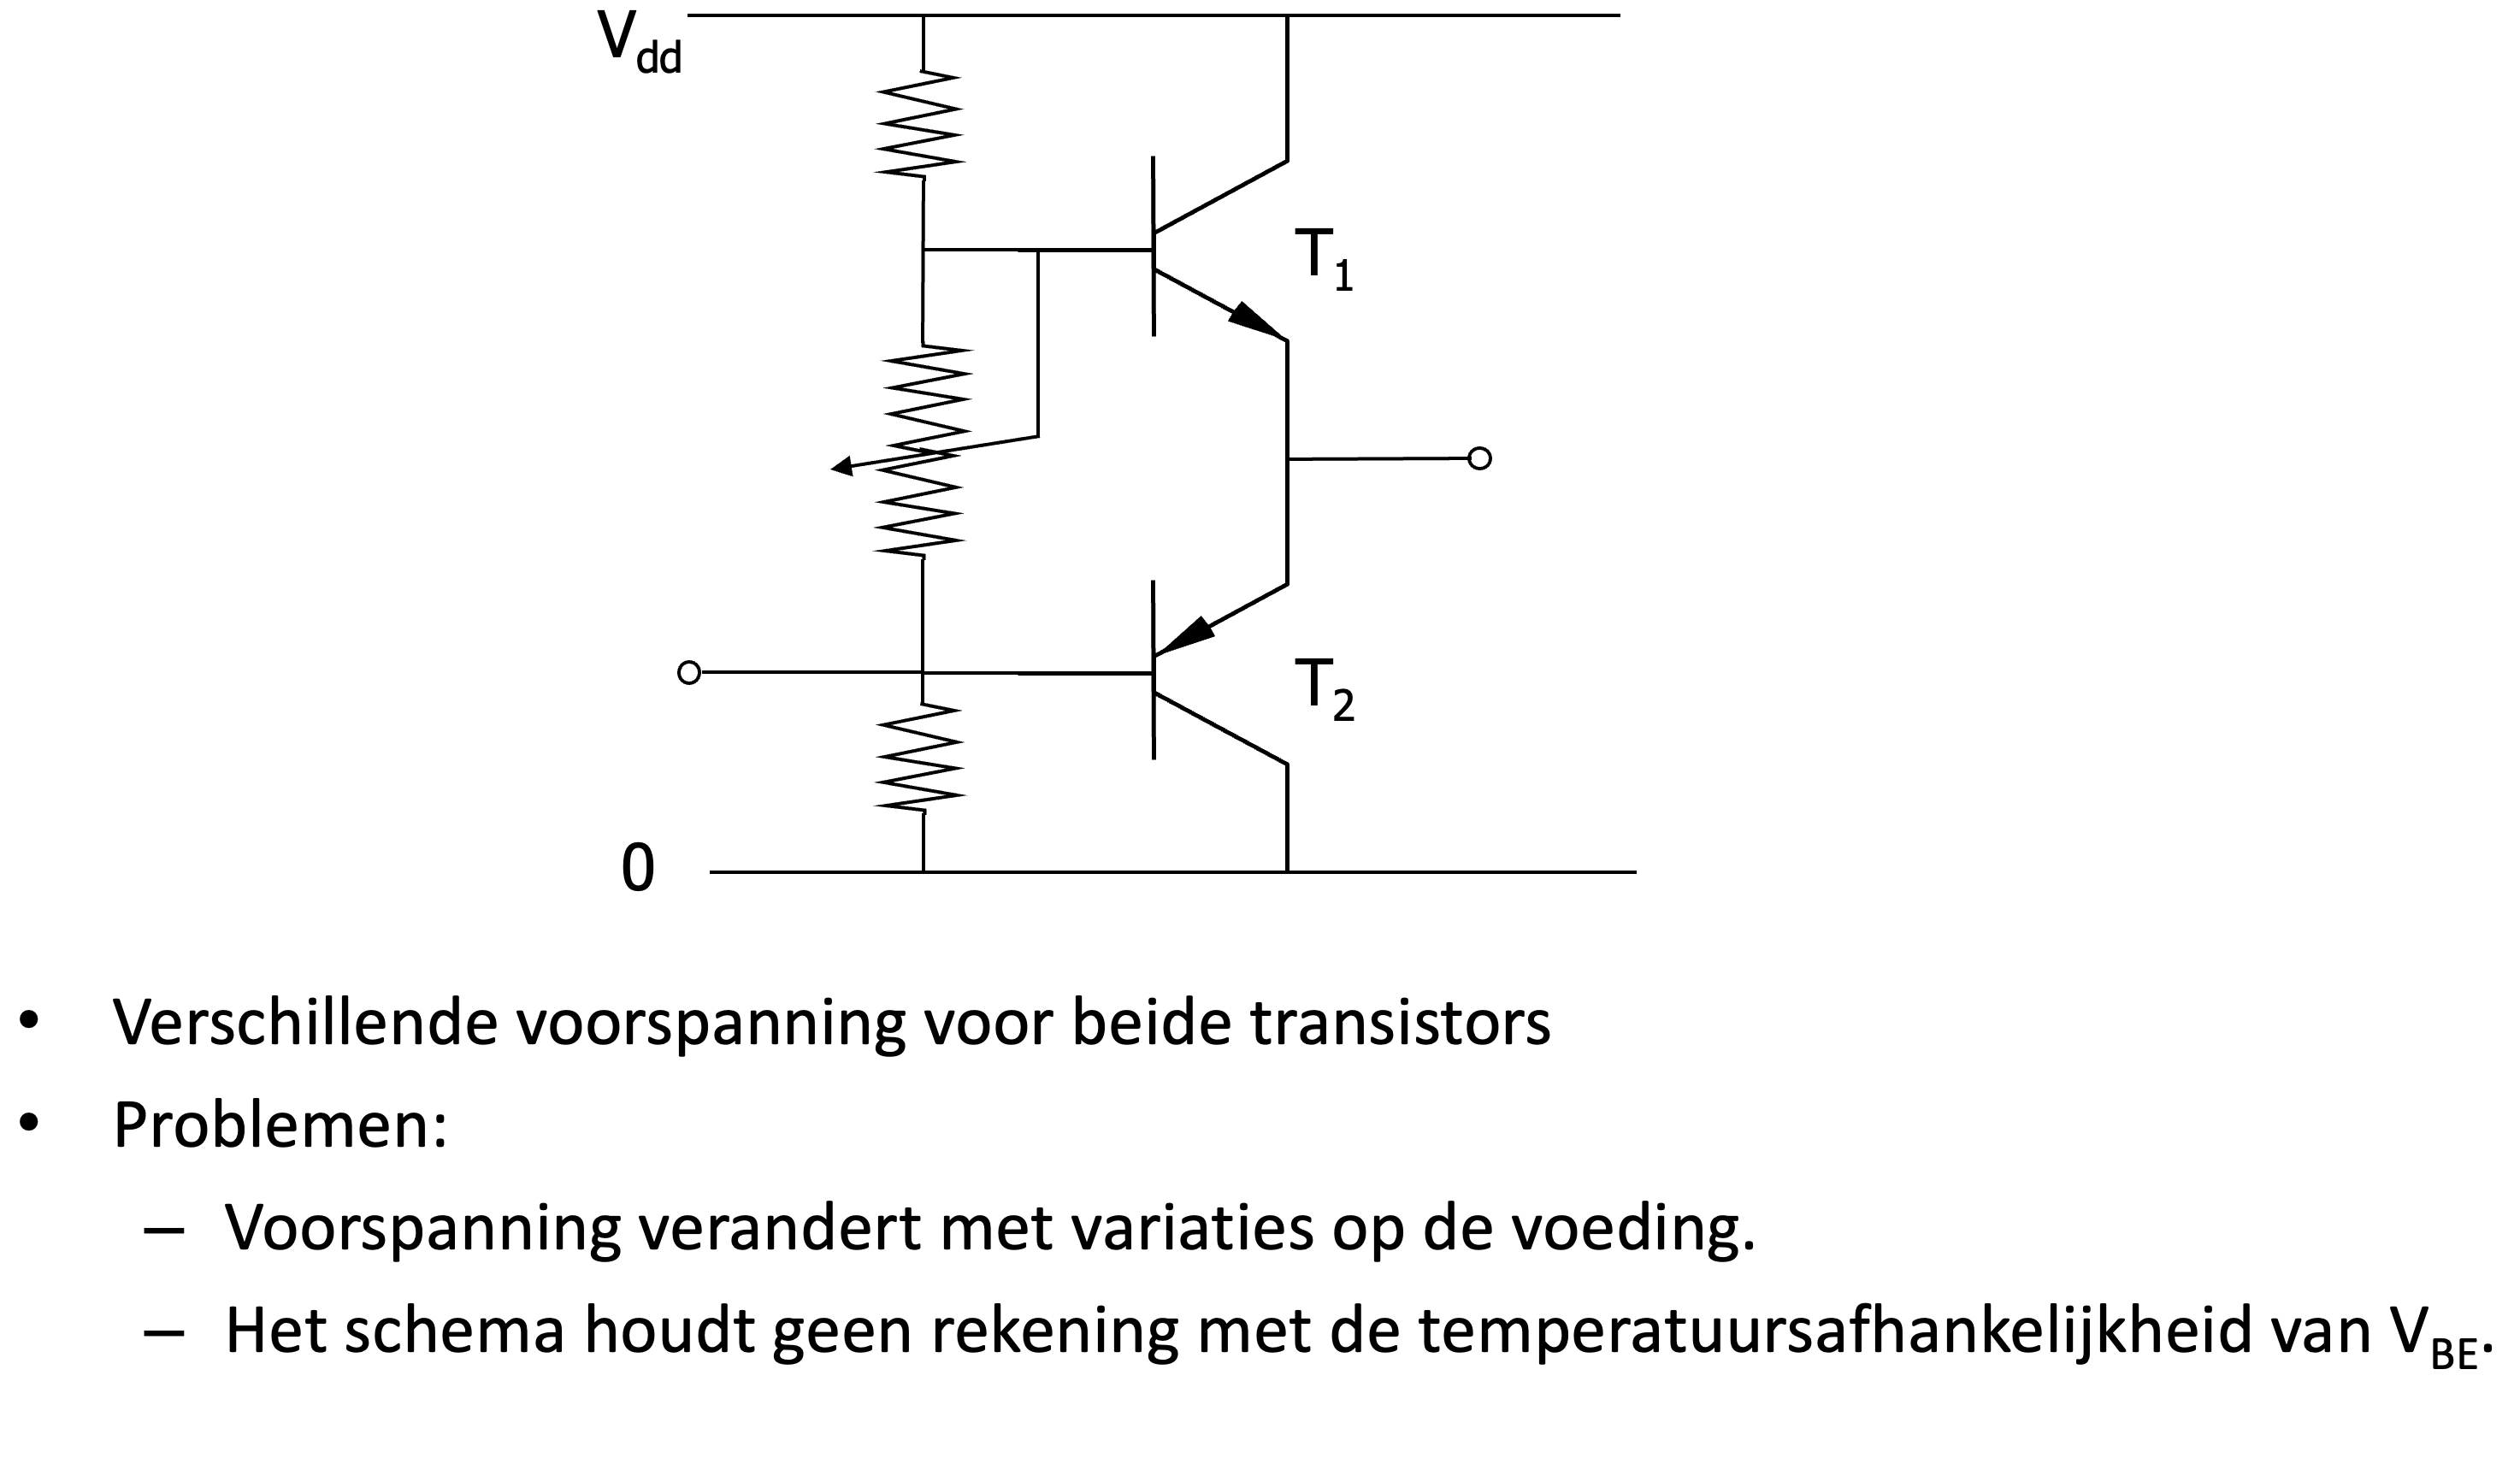 Vdd
T1
T2
0
• Verschillende voorspanning voor beide transistors
• Problemen:
– Voorspanning verandert met variaties op de voeding.
– Het schema houdt geen rekening met de temperatuursafhankelijkheid van VBE.